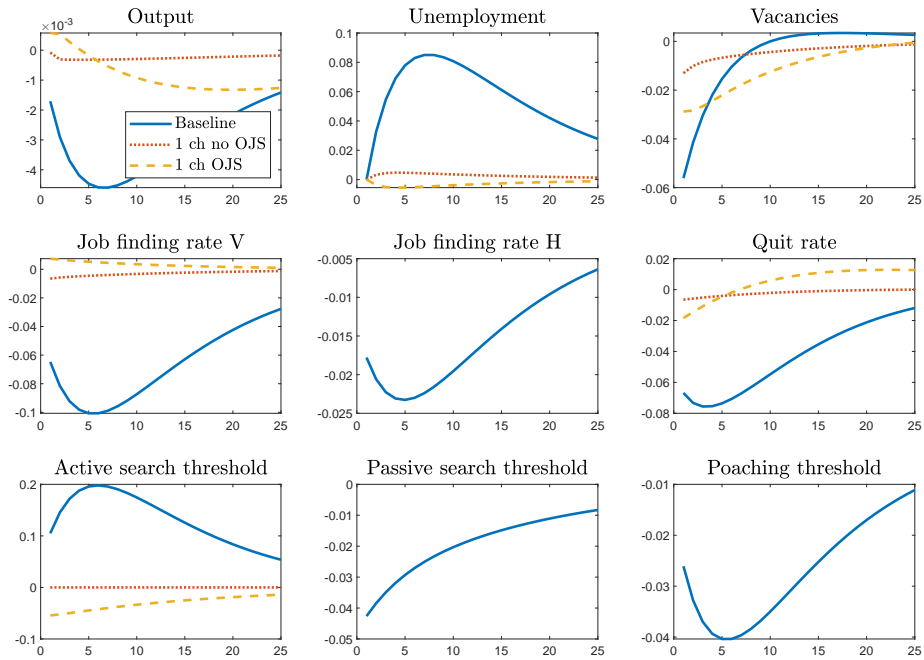 Output
Unemployment
Vacancies
×10⁻³
0
-1
-2
-3
-4
0 5 10 15 20 25
Baseline
1 ch no OJS
1 ch OJS
0.1
0.08
0.06
0.04
0.02
0
0 5 10 15 20 25
0
-0.02
-0.04
-0.06
0 5 10 15 20 25
Job finding rate V
Job finding rate H
Quit rate
0
-0.02
-0.04
-0.06
-0.08
-0.1
0 5 10 15 20 25
-0.005
-0.01
-0.015
-0.02
-0.025
0 5 10 15 20 25
0.02
0
-0.02
-0.04
-0.06
-0.08
0 5 10 15 20 25
Active search threshold
Passive search threshold
Poaching threshold
0.2
0.1
0
-0.1
0 5 10 15 20 25
0
-0.01
-0.02
-0.03
-0.04
-0.05
0 5 10 15 20 25
-0.01
-0.02
-0.03
-0.04
0 5 10 15 20 25